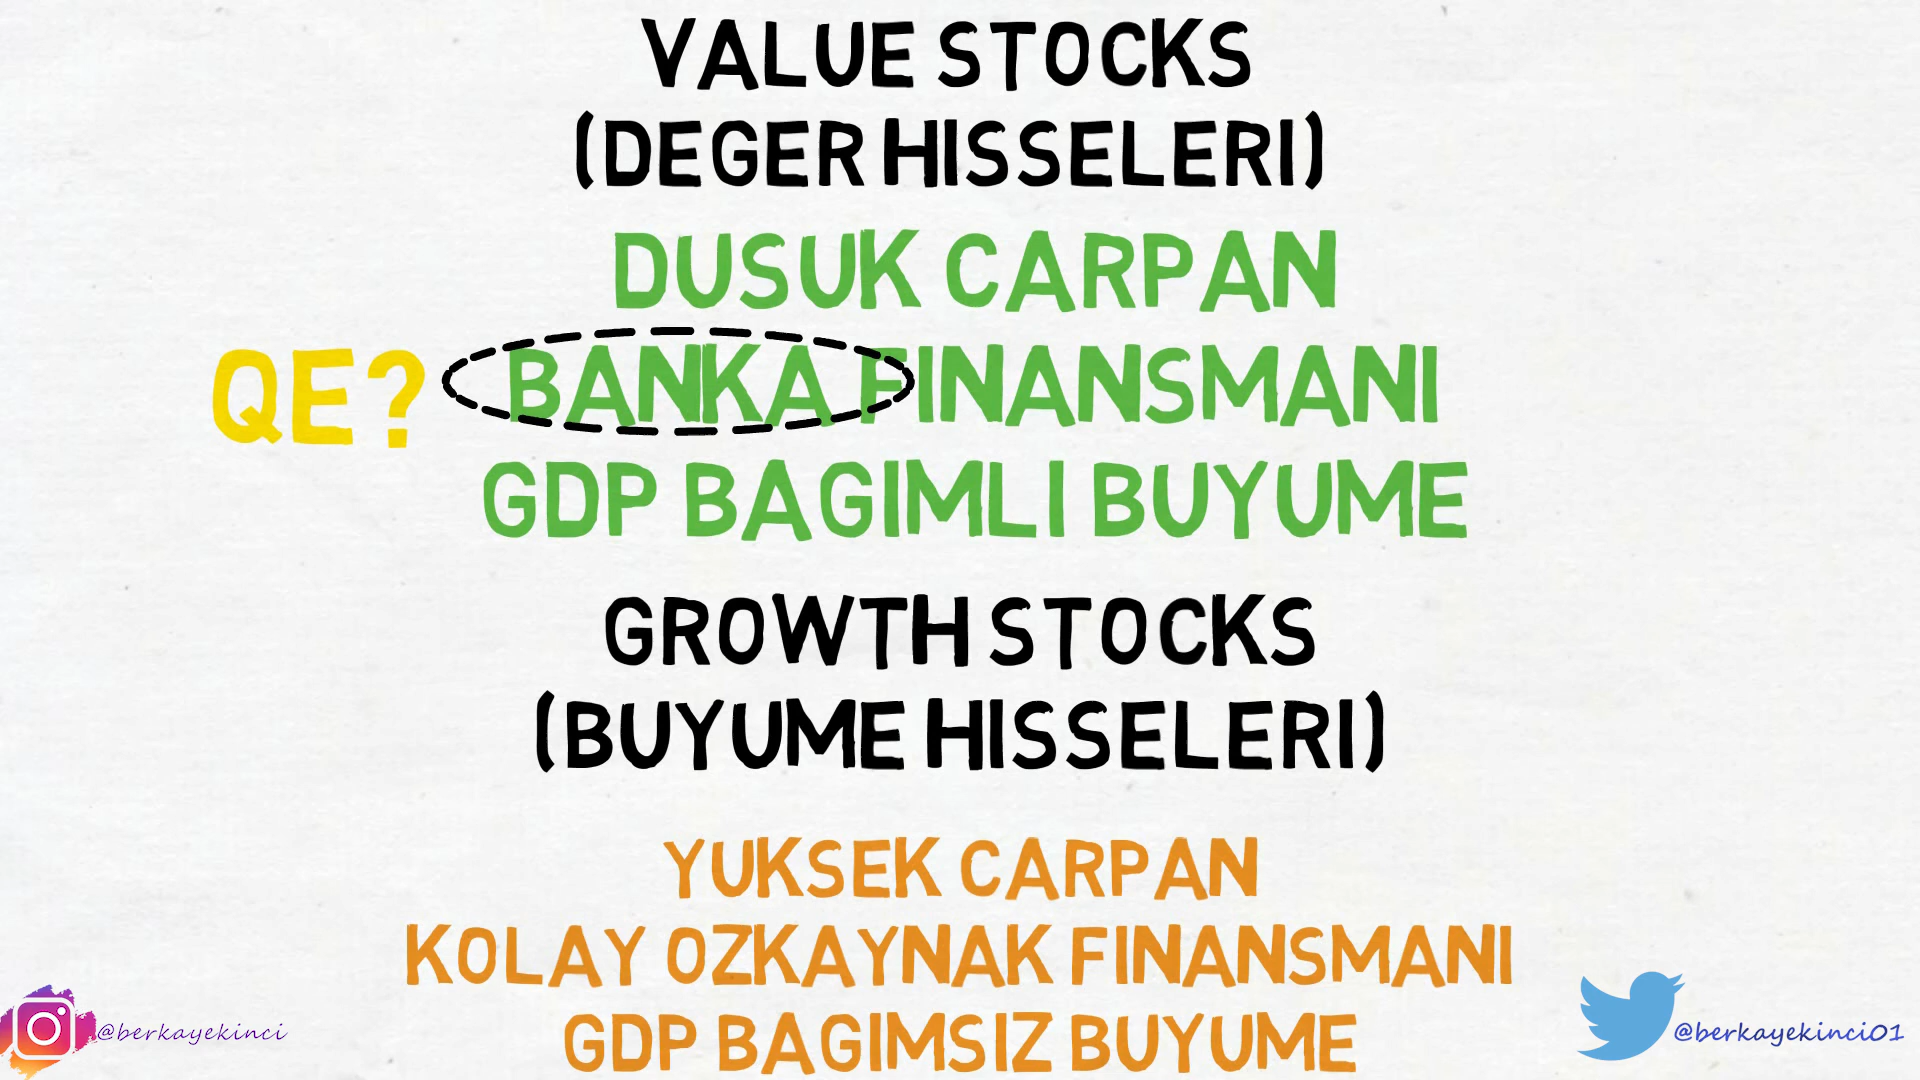 VALUE STOCKS
(DEGER HISSELERI)
DUSUK CARPAN
QE? BANKA FINANSMANI
GDP BAGIMLI BUYUME
GROWTH STOCKS
(BUYUME HISSELERI)
YUKSEK CARPAN
KOLAY OZKAYNAK FINANSMANI
GDP BAGIMSIZ BUYUME
@berkayekinci
@berkayekinci01